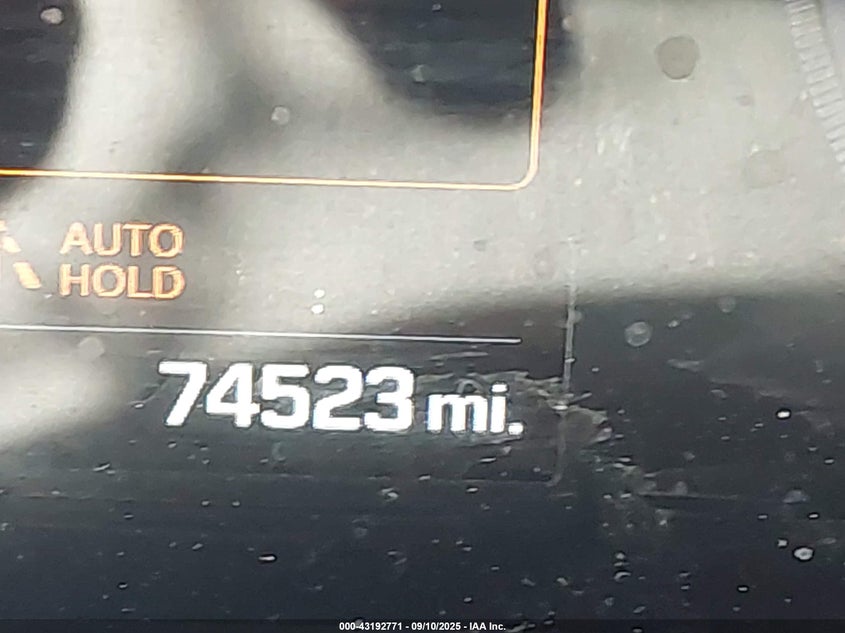 AUTO
HOLD
74523 mi.
000-43192771 - 09/10/2025 - IAA Inc.